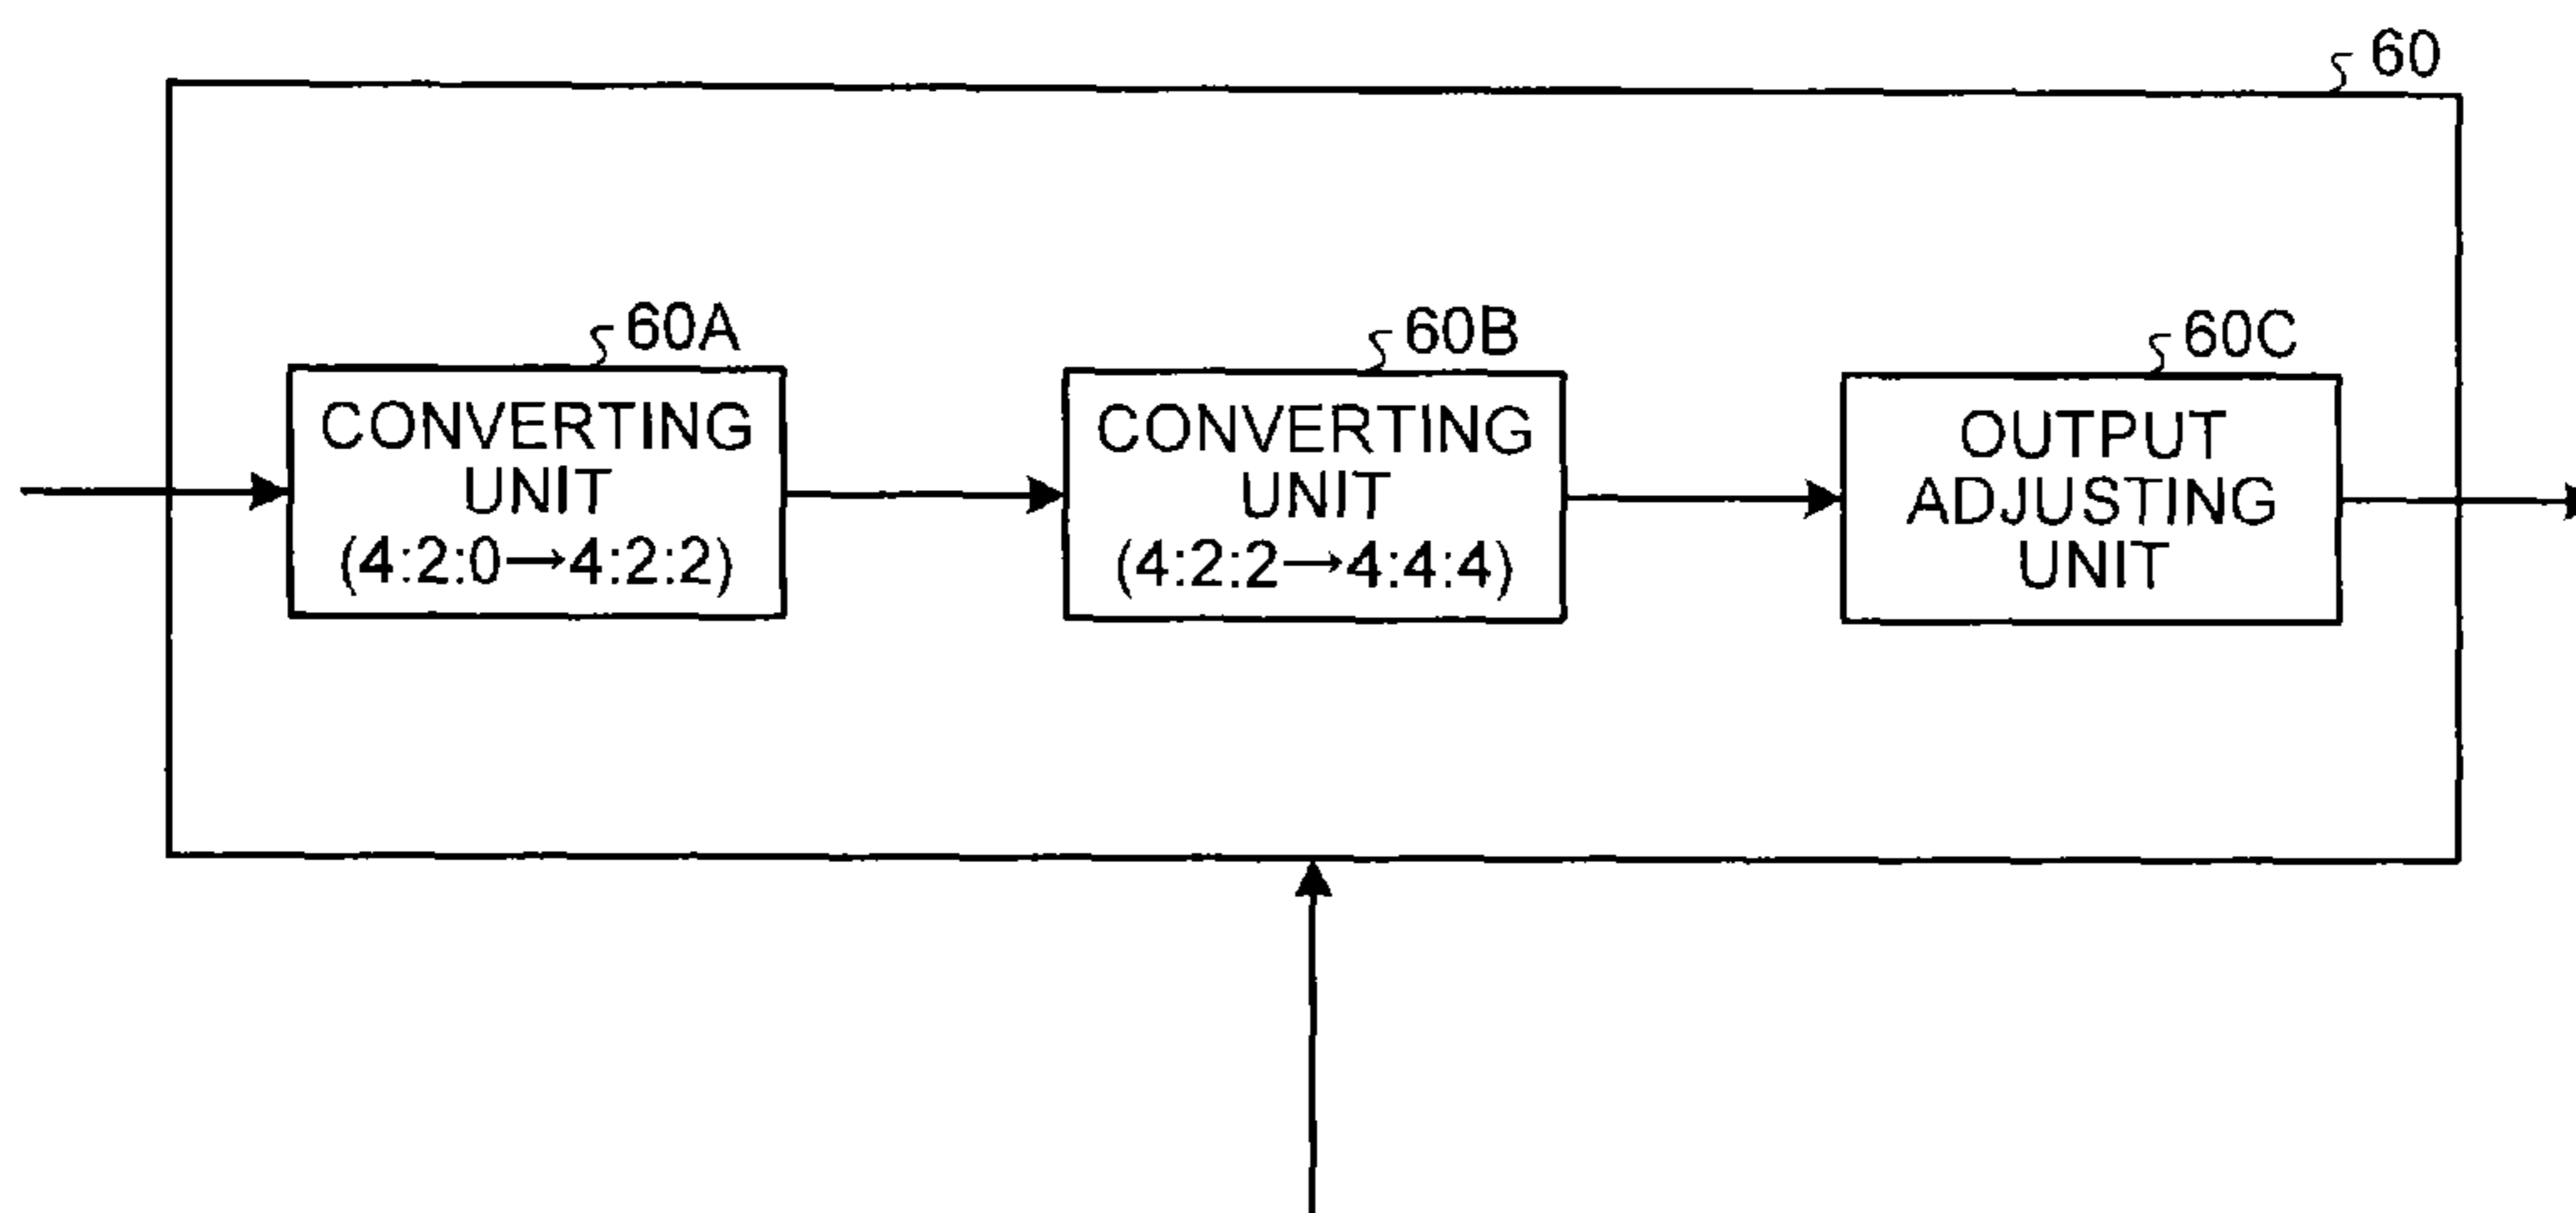 60
60A
CONVERTING
UNIT
(4:2:0→4:2:2)
60B
CONVERTING
UNIT
(4:2:2→4:4:4)
60C
OUTPUT
ADJUSTING
UNIT